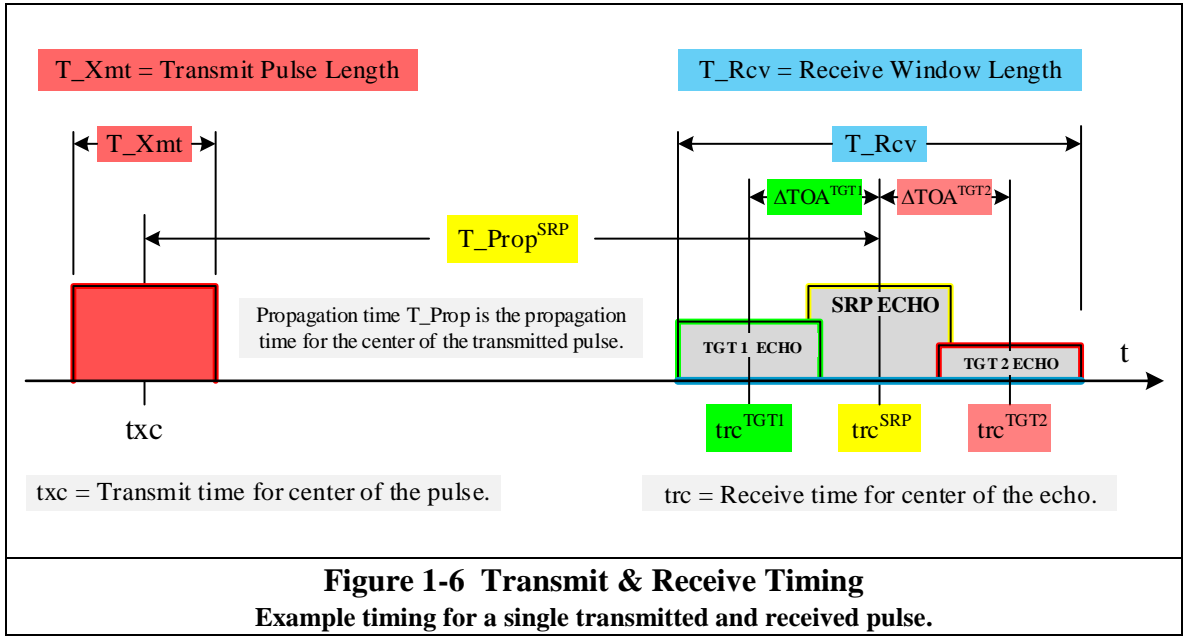 T_Xmt = Transmit Pulse Length
T_Rcv = Receive Window Length
T_Xmt
T_Rcv
ΔTOA^TGT1
ΔTOA^TGT2
T_Prop^SRP
Propagation time T_Prop is the propagation
time for the center of the transmitted pulse.
SRP ECHO
TGT 1 ECHO
TGT 2 ECHO
t
txc
trc^TGT1
trc^SRP
trc^TGT2
txc = Transmit time for center of the pulse.
trc = Receive time for center of the echo.
Figure 1-6 Transmit & Receive Timing
Example timing for a single transmitted and received pulse.